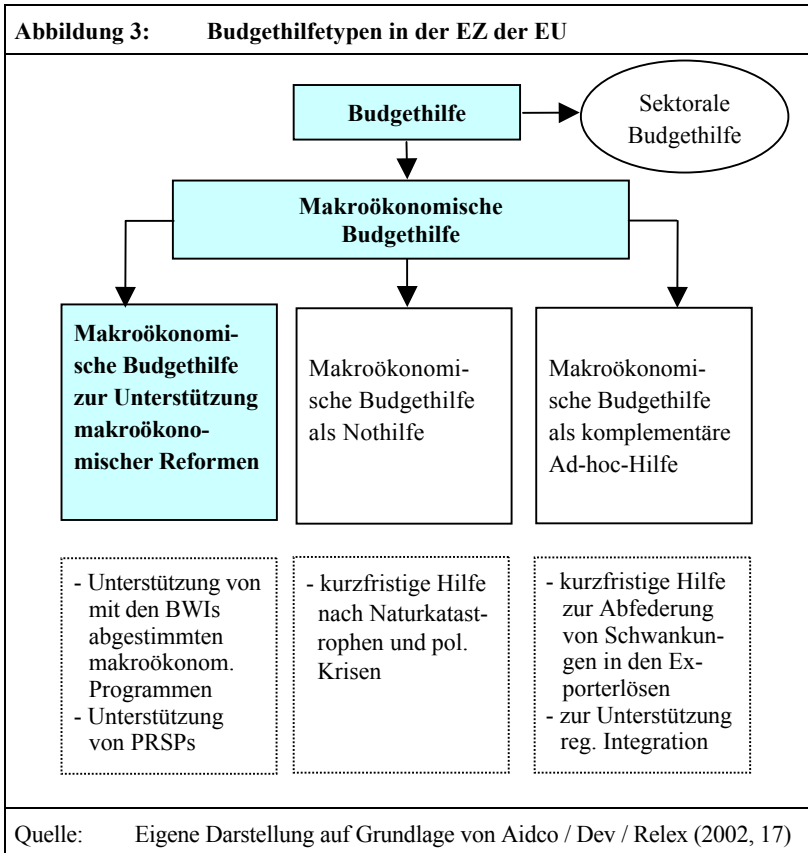 Abbildung 3: Budgethilfetypen in der EZ der EU
Budgethilfe
Sektorale
Budgethilfe
Makroökonomische
Budgethilfe
Makroökonomi-
sche Budgethilfe
zur Unterstützung
makroökono-
mischer Reformen
Makroökonomi-
sche Budgethilfe
als Nothilfe
Makroökonomi-
sche Budgethilfe
als komplementäre
Ad-hoc-Hilfe
- Unterstützung von
mit den BWIs
abgestimmten
makroökonom.
Programmen
- Unterstützung
von PRSPs
- kurzfristige Hilfe
nach Naturkatast-
rophen und pol.
Krisen
- kurzfristige Hilfe
zur Abfederung
von Schwankun-
gen in den Ex-
porterlösen
- zur Unterstützung
reg. Integration
Quelle: Eigene Darstellung auf Grundlage von Aidco / Dev / Relex (2002, 17)